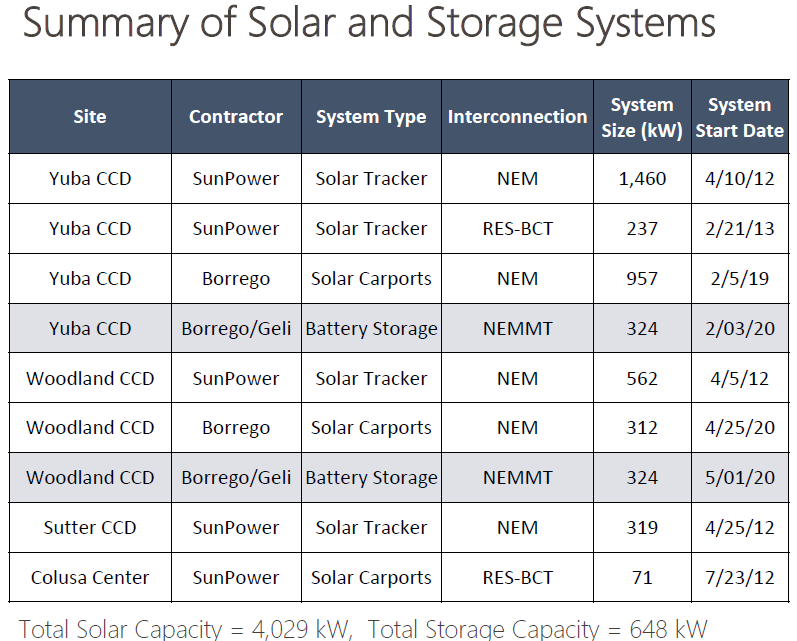 Summary of Solar and Storage Systems
Site Contractor System Type Interconnection System Size (kW) System Start Date
Yuba CCD SunPower Solar Tracker NEM 1,460 4/10/12
Yuba CCD SunPower Solar Tracker RES-BCT 237 2/21/13
Yuba CCD Borrego Solar Carports NEM 957 2/5/19
Yuba CCD Borrego/Geli Battery Storage NEMMT 324 2/03/20
Woodland CCD SunPower Solar Tracker NEM 562 4/5/12
Woodland CCD Borrego Solar Carports NEM 312 4/25/20
Woodland CCD Borrego/Geli Battery Storage NEMMT 324 5/01/20
Sutter CCD SunPower Solar Tracker NEM 319 4/25/12
Colusa Center SunPower Solar Carports RES-BCT 71 7/23/12
Total Solar Capacity = 4,029 kW, Total Storage Capacity = 648 kW